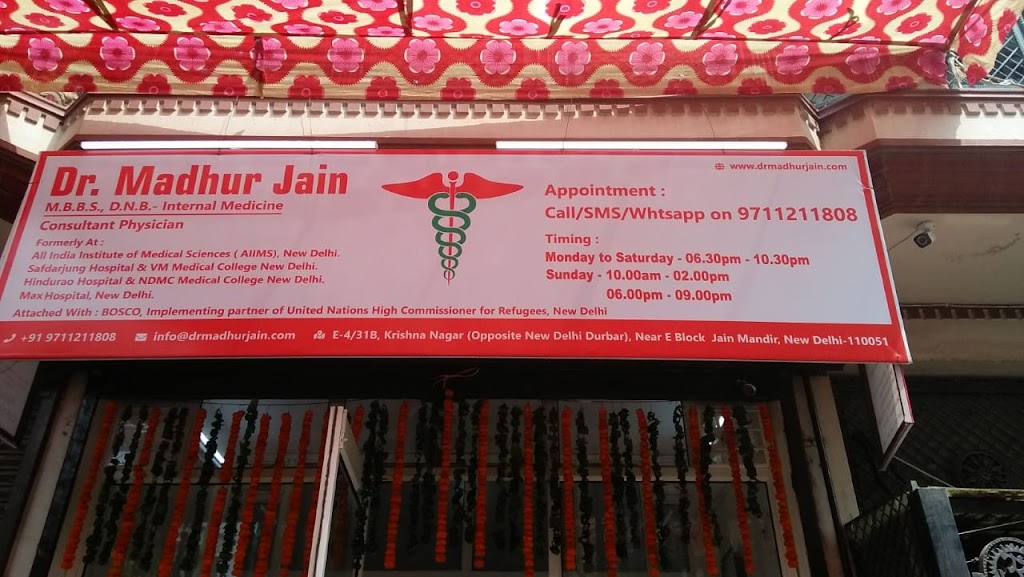 Dr. Madhur Jain
M.B.B.S., D.N.B.- Internal Medicine
Consultant Physician
Formerly At :
All India Institute of Medical Sciences ( AIIMS), New Delhi.
Safdarjung Hospital & VM Medical College New Delhi.
Hindurao Hospital & NDMC Medical College New Delhi.
Max Hospital, New Delhi.
Attached With : BOSCO, Implementing partner of United Nations High Commissioner for Refugees, New Delhi
www.drmadhurjain.com
Appointment :
Call/SMS/Whtsapp on 9711211808
Timing :
Monday to Saturday - 06.30pm - 10.30pm
Sunday - 10.00am - 02.00pm
06.00pm - 09.00pm
+91 9711211808 info@drmadhurjain.com E-4/31B, Krishna Nagar (Opposite New Delhi Durbar), Near E Block Jain Mandir, New Delhi-110051